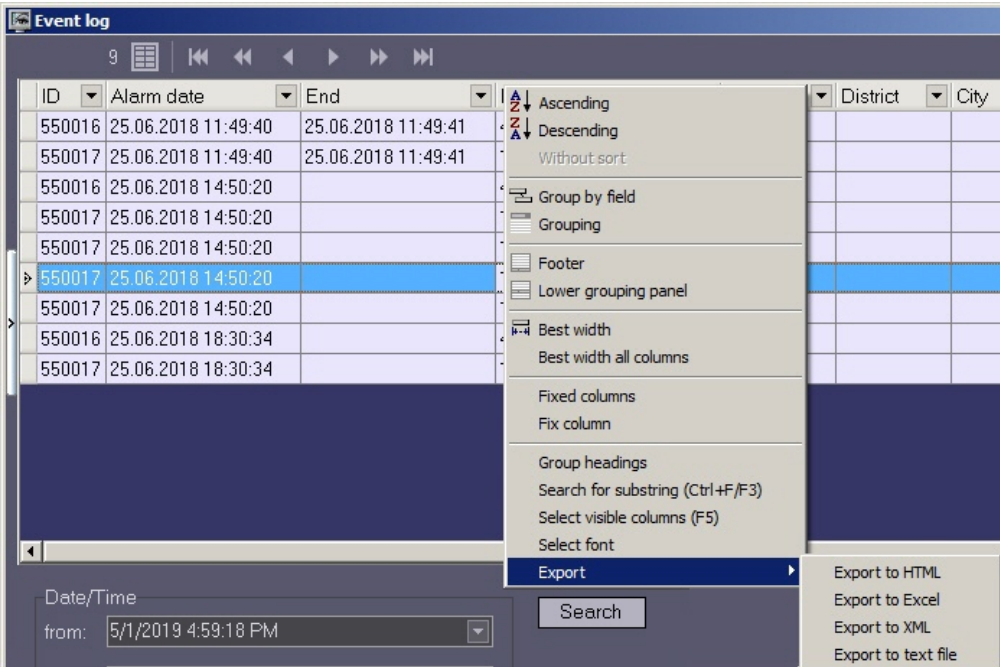 Event log
9
ID Alarm date End District City
550016 25.06.2018 11:49:40 25.06.2018 11:49:41
550017 25.06.2018 11:49:40 25.06.2018 11:49:41
550016 25.06.2018 14:50:20
550017 25.06.2018 14:50:20
550017 25.06.2018 14:50:20
550017 25.06.2018 14:50:20
550017 25.06.2018 14:50:20
550016 25.06.2018 18:30:34
550017 25.06.2018 18:30:34
Ascending
Descending
Without sort
Group by field
Grouping
Footer
Lower grouping panel
Best width
Best width all columns
Fixed columns
Fix column
Group headings
Search for substring (Ctrl+F/F3)
Select visible columns (F5)
Select font
Export
Export to HTML
Export to Excel
Export to XML
Export to text file
Date/Time
from: 5/1/2019 4:59:18 PM
Search